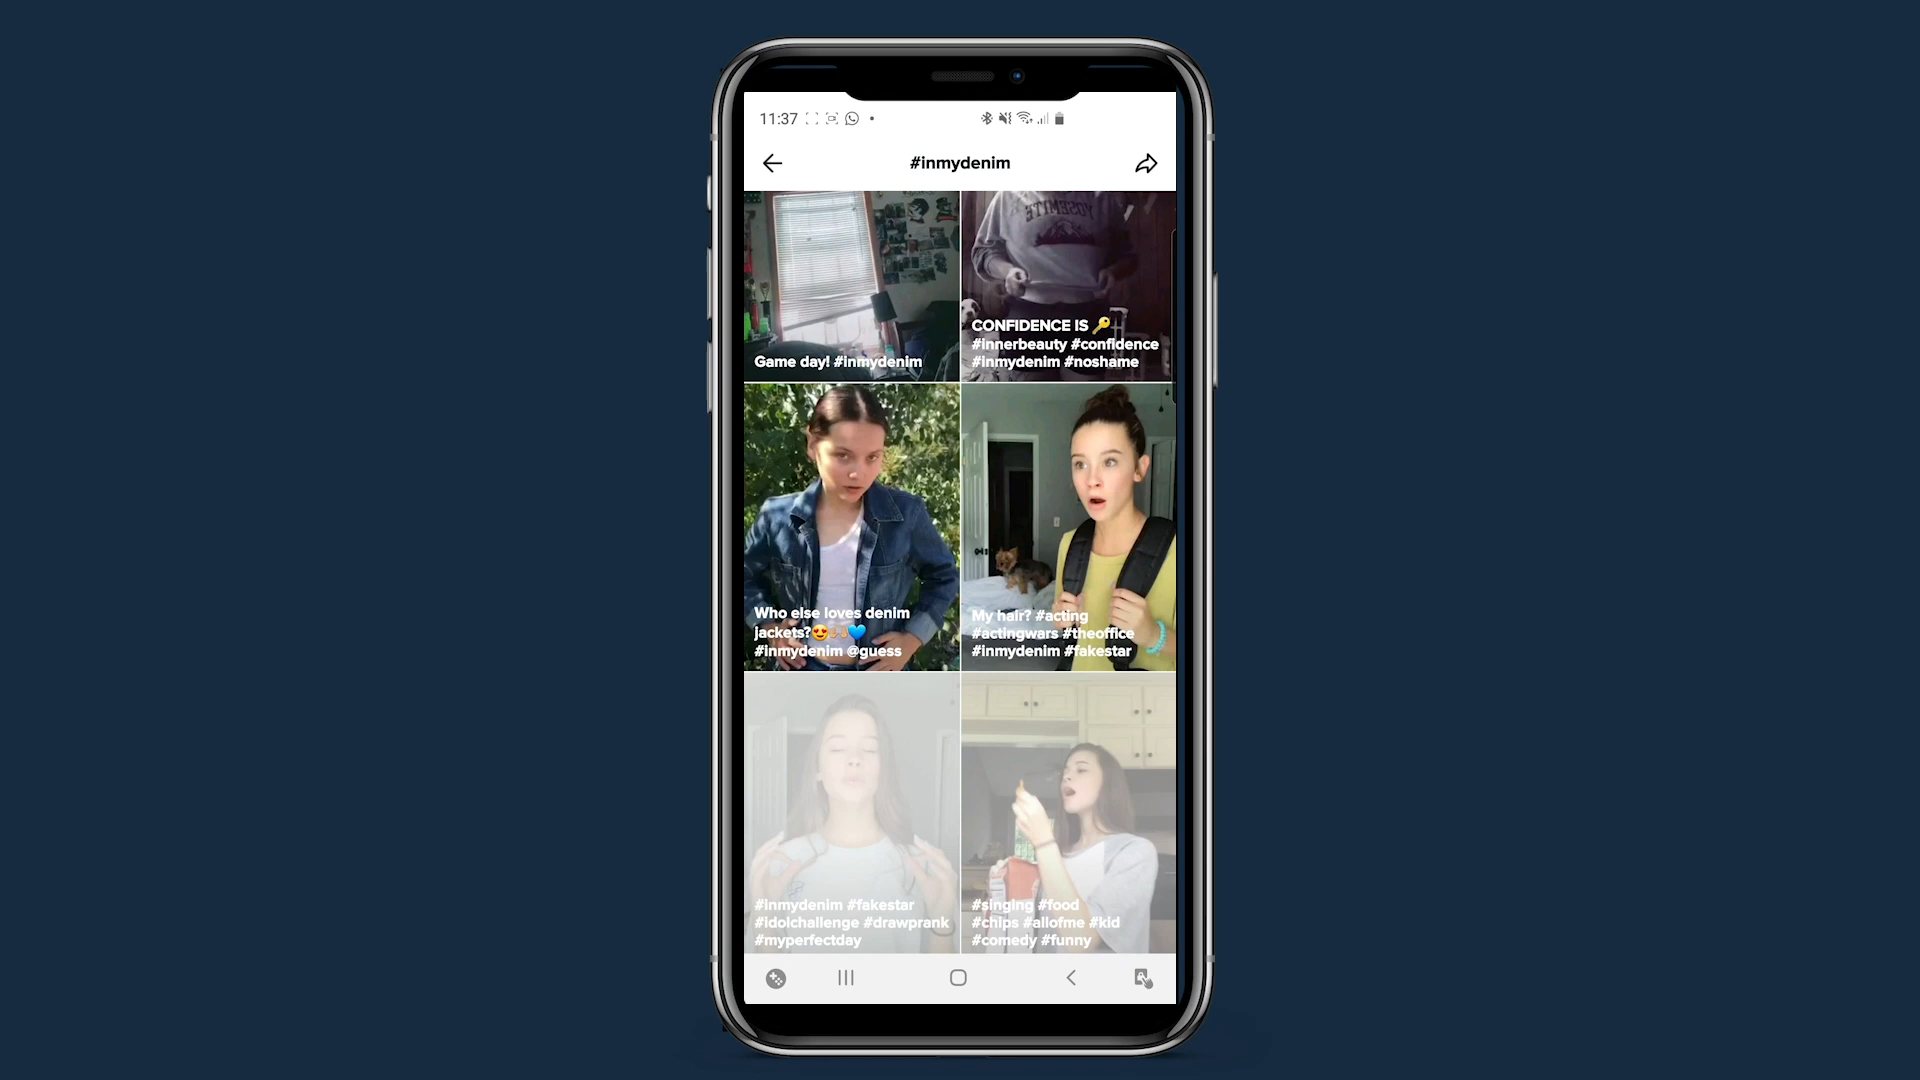 11:37
#inmydenim
YOSEMITE
Game day! #inmydenim
CONFIDENCE IS 🔑
#innerbeauty #confidence
#inmydenim #noshame
Who else loves denim
jackets?😍🙌🏼💙
#inmydenim @guess
My hair? #acting
#actingwars #theoffice
#inmydenim #fakestar
#inmydenim #fakestar
#idolchallenge #drawprank
#myperfectday
#singing #food
#chips #allofme #kid
#comedy #funny